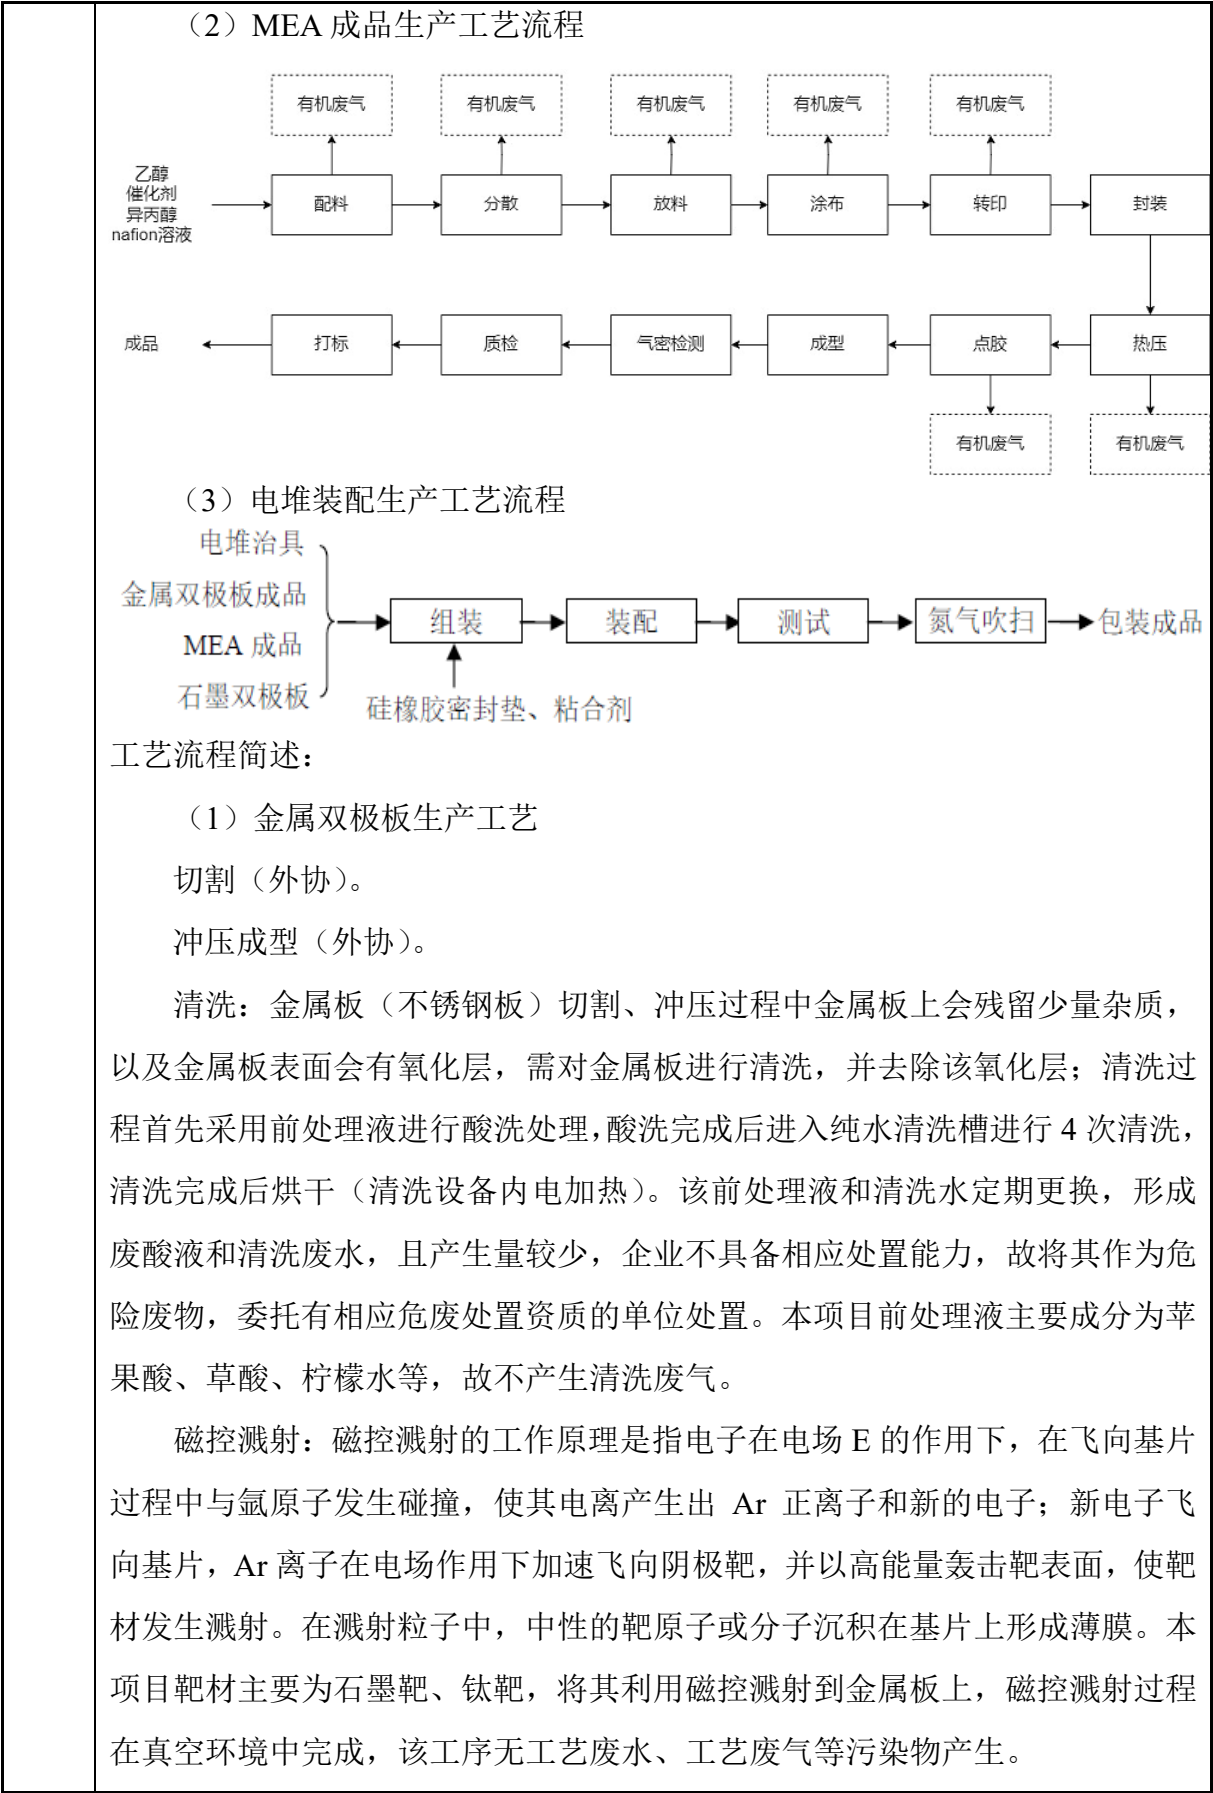 （2）MEA 成品生产工艺流程
有机废气 有机废气 有机废气 有机废气 有机废气
乙醇
催化剂
异丙醇
nafion溶液
配料 分散 放料 涂布 转印 封装
成品 打标 质检 气密检测 成型 点胶 热压
有机废气 有机废气
（3）电堆装配生产工艺流程
电堆治具
金属双极板成品
MEA 成品
石墨双极板
组装 装配 测试 氮气吹扫 包装成品
硅橡胶密封垫、粘合剂
工艺流程简述：
（1）金属双极板生产工艺
切割（外协）。
冲压成型（外协）。
清洗：金属板（不锈钢板）切割、冲压过程中金属板上会残留少量杂质，
以及金属板表面会有氧化层，需对金属板进行清洗，并去除该氧化层；清洗过
程首先采用前处理液进行酸洗处理，酸洗完成后进入纯水清洗槽进行 4 次清洗，
清洗完成后烘干（清洗设备内电加热）。该前处理液和清洗水定期更换，形成
废酸液和清洗废水，且产生量较少，企业不具备相应处置能力，故将其作为危
险废物，委托有相应危废处置资质的单位处置。本项目前处理液主要成分为苹
果酸、草酸、柠檬水等，故不产生清洗废气。
磁控溅射：磁控溅射的工作原理是指电子在电场 E 的作用下，在飞向基片
过程中与氩原子发生碰撞，使其电离产生出 Ar 正离子和新的电子；新电子飞
向基片，Ar 离子在电场作用下加速飞向阴极靶，并以高能量轰击靶表面，使靶
材发生溅射。在溅射粒子中，中性的靶原子或分子沉积在基片上形成薄膜。本
项目靶材主要为石墨靶、钛靶，将其利用磁控溅射到金属板上，磁控溅射过程
在真空环境中完成，该工序无工艺废水、工艺废气等污染物产生。